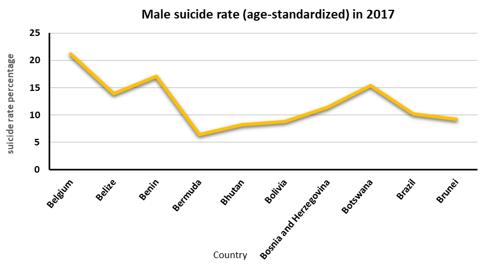 Male suicide rate (age-standardized) in 2017
suicide rate percentage
25
20
15
10
5
0
Belgium
Belize
Benin
Bermuda
Bhutan
Bolivia
Bosnia and Herzegovina
Botswana
Brazil
Brunei
Country